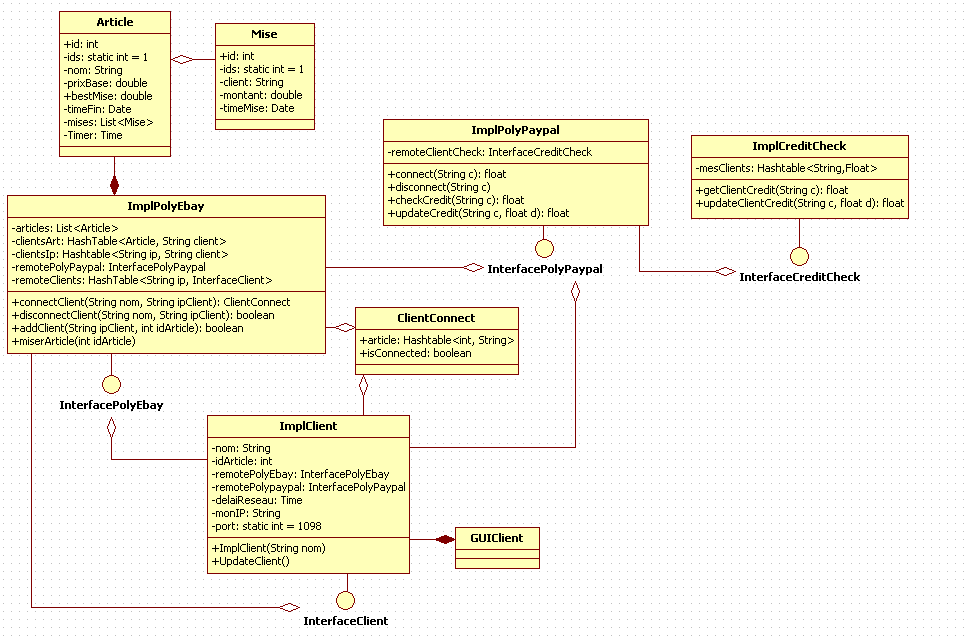 Article
+id: int
-ids: static int = 1
-nom: String
-prixBase: double
+bestMise: double
-timeFin: Date
-mises: List<Mise>
-Timer: Time
Mise
+id: int
-ids: static int = 1
-client: String
-montant: double
-timeMise: Date
ImplPolyPaypal
-remoteClientCheck: InterfaceCreditCheck
+connect(String c): float
+disconnect(String c)
+checkCredit(String c): float
+updateCredit(String c, float d): float
ImplCreditCheck
-mesClients: Hashtable<String,Float>
+getClientCredit(String c): float
+updateClientCredit(String c, float d): float
ImplPolyEbay
-articles: List<Article>
-clientsArt: HashTable<Article, String client>
-clientsIp: Hashtable<String ip, String client>
-remotePolyPaypal: InterfacePolyPaypal
-remoteClients: HashTable<String ip, InterfaceClient>
+connectClient(String nom, String ipClient): ClientConnect
+disconnectClient(String nom, String ipClient): boolean
+addClient(String ipClient, int idArticle): boolean
+miserArticle(int idArticle)
InterfacePolyPaypal
InterfaceCreditCheck
ClientConnect
+article: Hashtable<int, String>
+isConnected: boolean
InterfacePolyEbay
ImplClient
-nom: String
-idArticle: int
-remotePolyEbay: InterfacePolyEbay
-remotePolypaypal: InterfacePolyPaypal
-delaiReseau: Time
-monIP: String
-port: static int = 1098
+ImplClient(String nom)
+UpdateClient()
GUIClient
InterfaceClient